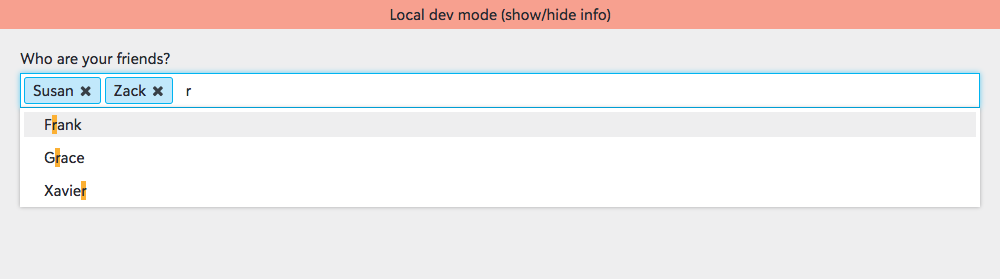 Local dev mode (show/hide info)
Who are your friends?
Susan ✖ Zack ✖ r
Frank
Grace
Xavier